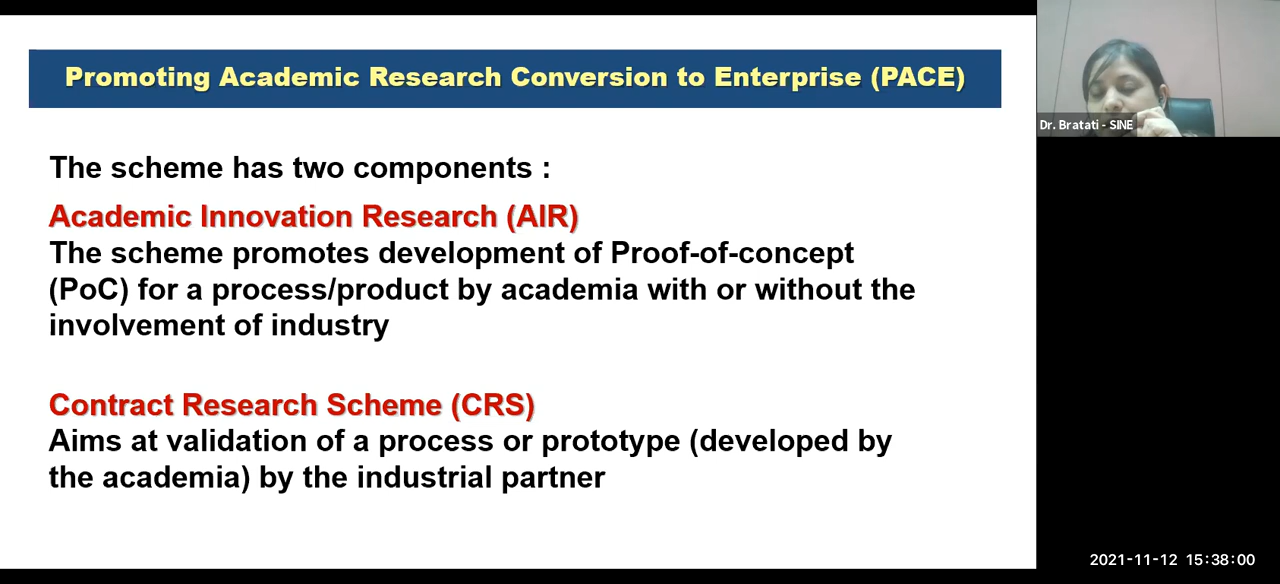 Promoting Academic Research Conversion to Enterprise (PACE)
The scheme has two components :
Academic Innovation Research (AIR)
The scheme promotes development of Proof-of-concept
(PoC) for a process/product by academia with or without the
involvement of industry
Contract Research Scheme (CRS)
Aims at validation of a process or prototype (developed by
the academia) by the industrial partner
Dr. Bratati - SINE
2021-11-12 15:38:00